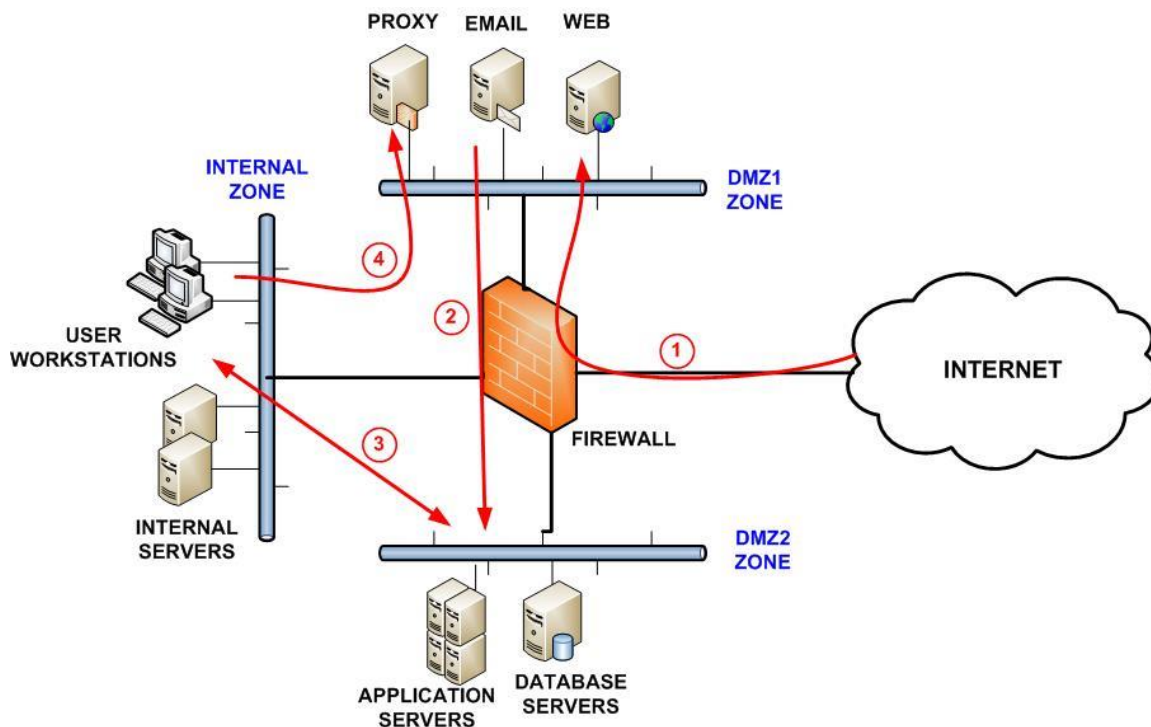 PROXY
EMAIL
WEB
INTERNAL
ZONE
DMZ1
ZONE
4
USER
WORKSTATIONS
2
1
INTERNET
FIREWALL
3
INTERNAL
SERVERS
DMZ2
ZONE
APPLICATION
SERVERS
DATABASE
SERVERS